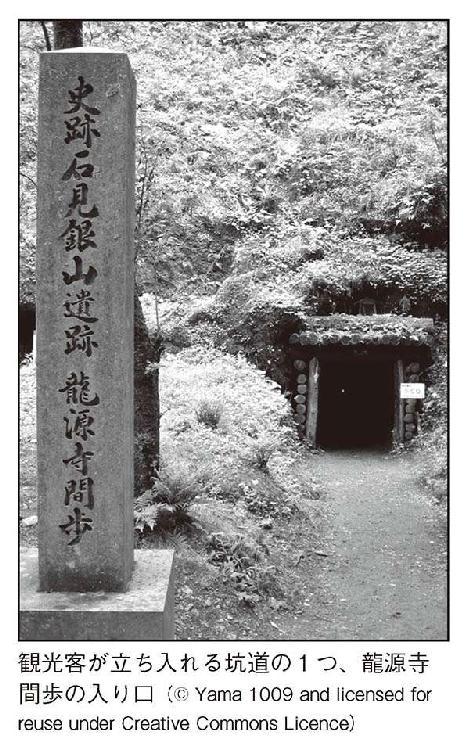 史跡石見銀山遺跡 龍源寺間歩
観光客が立ち入れる坑道の1つ、龍源寺
間歩の入り口（© Yama 1009 and licensed for
reuse under Creative Commons Licence）